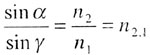 sin α / sin γ = n₂ / n₁ = n₂.₁